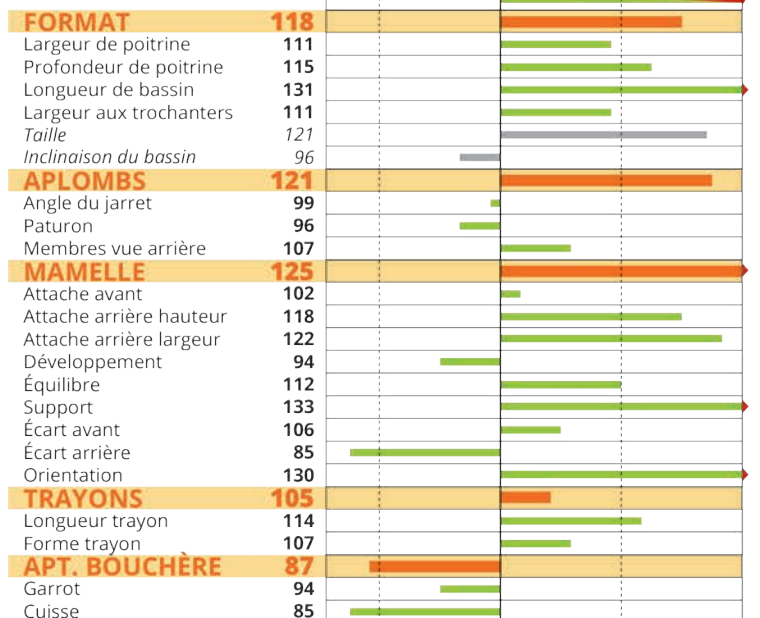 FORMAT 118
Largeur de poitrine 111
Profondeur de poitrine 115
Longueur de bassin 131
Largeur aux trochanters 111
Taille 121
Inclinaison du bassin 96
APLOMBS 121
Angle du jarret 99
Paturon 96
Membres vue arrière 107
MAMELLE 125
Attache avant 102
Attache arrière hauteur 118
Attache arrière largeur 122
Développement 94
Équilibre 112
Support 133
Écart avant 106
Écart arrière 85
Orientation 130
TRAYONS 105
Longueur trayon 114
Forme trayon 107
APT. BOUCHÈRE 87
Garrot 94
Cuisse 85